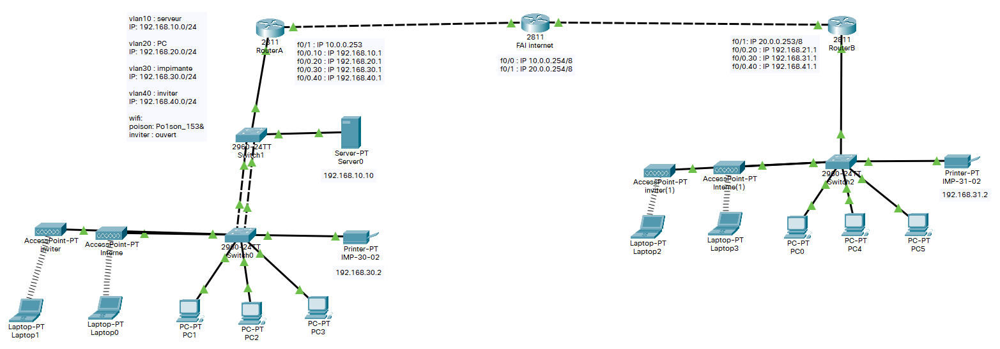 vlan10 : serveur
IP: 192.168.10.0/24
vlan20 : PC
IP: 192.168.20.0/24
vlan30 : impimante
IP: 192.168.30.0/24
vlan40 : inviter
IP: 192.168.40.0/24
wifi:
poison: Po1son_153&
inviter : ouvert
2811
RouterA
f0/1 : IP 10.0.0.253
f0/0.10 : IP 192.168.10.1
f0/0.20 : IP 192.168.20.1
f0/0.30 : IP 192.168.30.1
f0/0.40 : IP 192.168.40.1
2811
FAI internet
f0/0 : IP 10.0.0.254/8
f0/1 : IP 20.0.0.254/8
2811
RouterB
f0/1: IP 20.0.0.253/8
f0/0.20 : IP 192.168.21.1
f0/0.30 : IP 192.168.31.1
f0/0.40 : IP 192.168.41.1
2960-24TT
Switch1
Server-PT
Server0
192.168.10.10
AccessPoint-PT
inviter
AccessPoint-PT
Interne
2960-24TT
Switch0
Printer-PT
IMP-30-02
192.168.30.2
Laptop-PT
Laptop1
Laptop-PT
Laptop0
PC-PT
PC1
PC-PT
PC2
PC-PT
PC3
AccessPoint-PT
inviter(1)
AccessPoint-PT
Interne(1)
2960-24TT
Switch2
Printer-PT
IMP-31-02
192.168.31.2
Laptop-PT
Laptop2
Laptop-PT
Laptop3
PC-PT
PC0
PC-PT
PC4
PC-PT
PC5